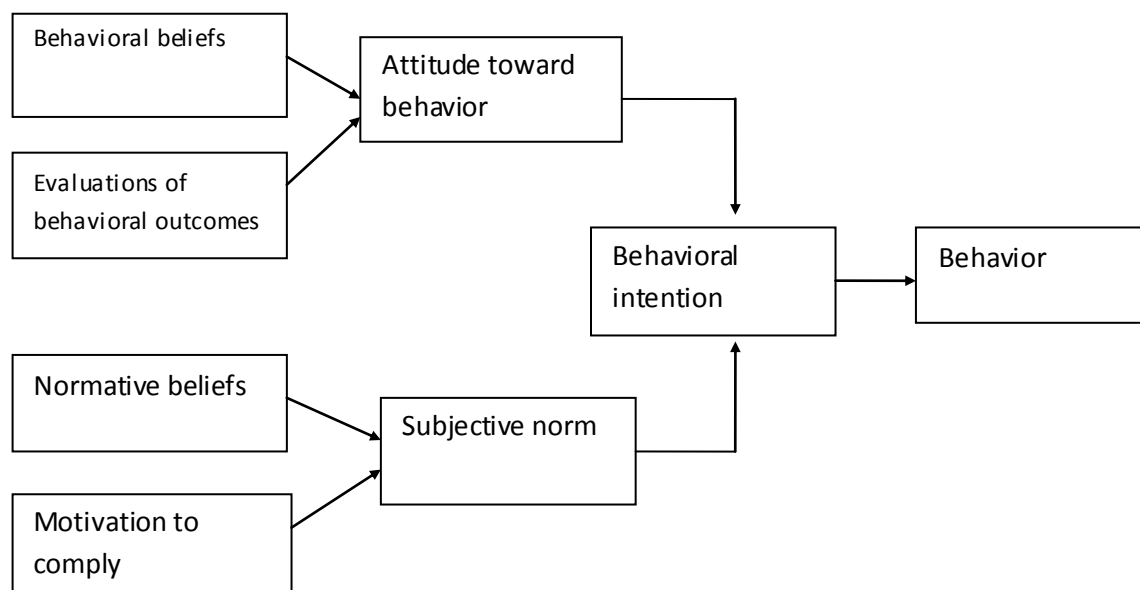 Behavioral beliefs
Attitude toward
behavior
Evaluations of
behavioral outcomes
Behavioral
intention
Behavior
Normative beliefs
Subjective norm
Motivation to
comply